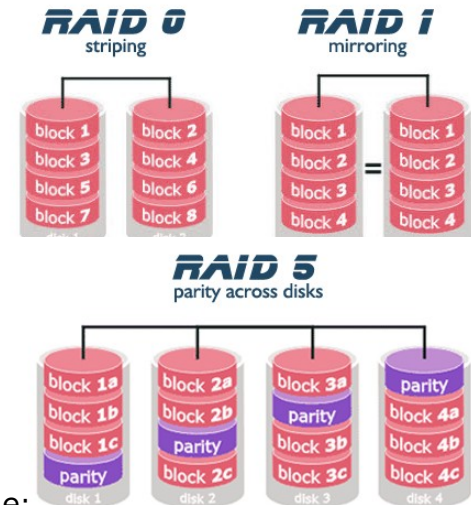 RAID 0
striping
block 1
block 3
block 5
block 7
disk 1
block 2
block 4
block 6
block 8
disk 2
RAID 1
mirroring
block 1
block 2
block 3
block 4
=
block 1
block 2
block 3
block 4
RAID 5
parity across disks
block 1a
block 1b
block 1c
parity
disk 1
block 2a
block 2b
parity
block 2c
disk 2
block 3a
parity
block 3b
block 3c
disk 3
parity
block 4a
block 4b
block 4c
disk 4
e: